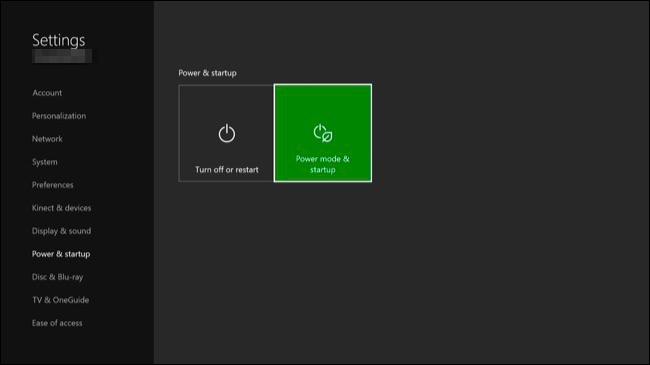 Settings
Account
Personalization
Network
System
Preferences
Kinect & devices
Display & sound
Power & startup
Disc & Blu-ray
TV & OneGuide
Ease of access
Power & startup
Turn off or restart
Power mode &
startup